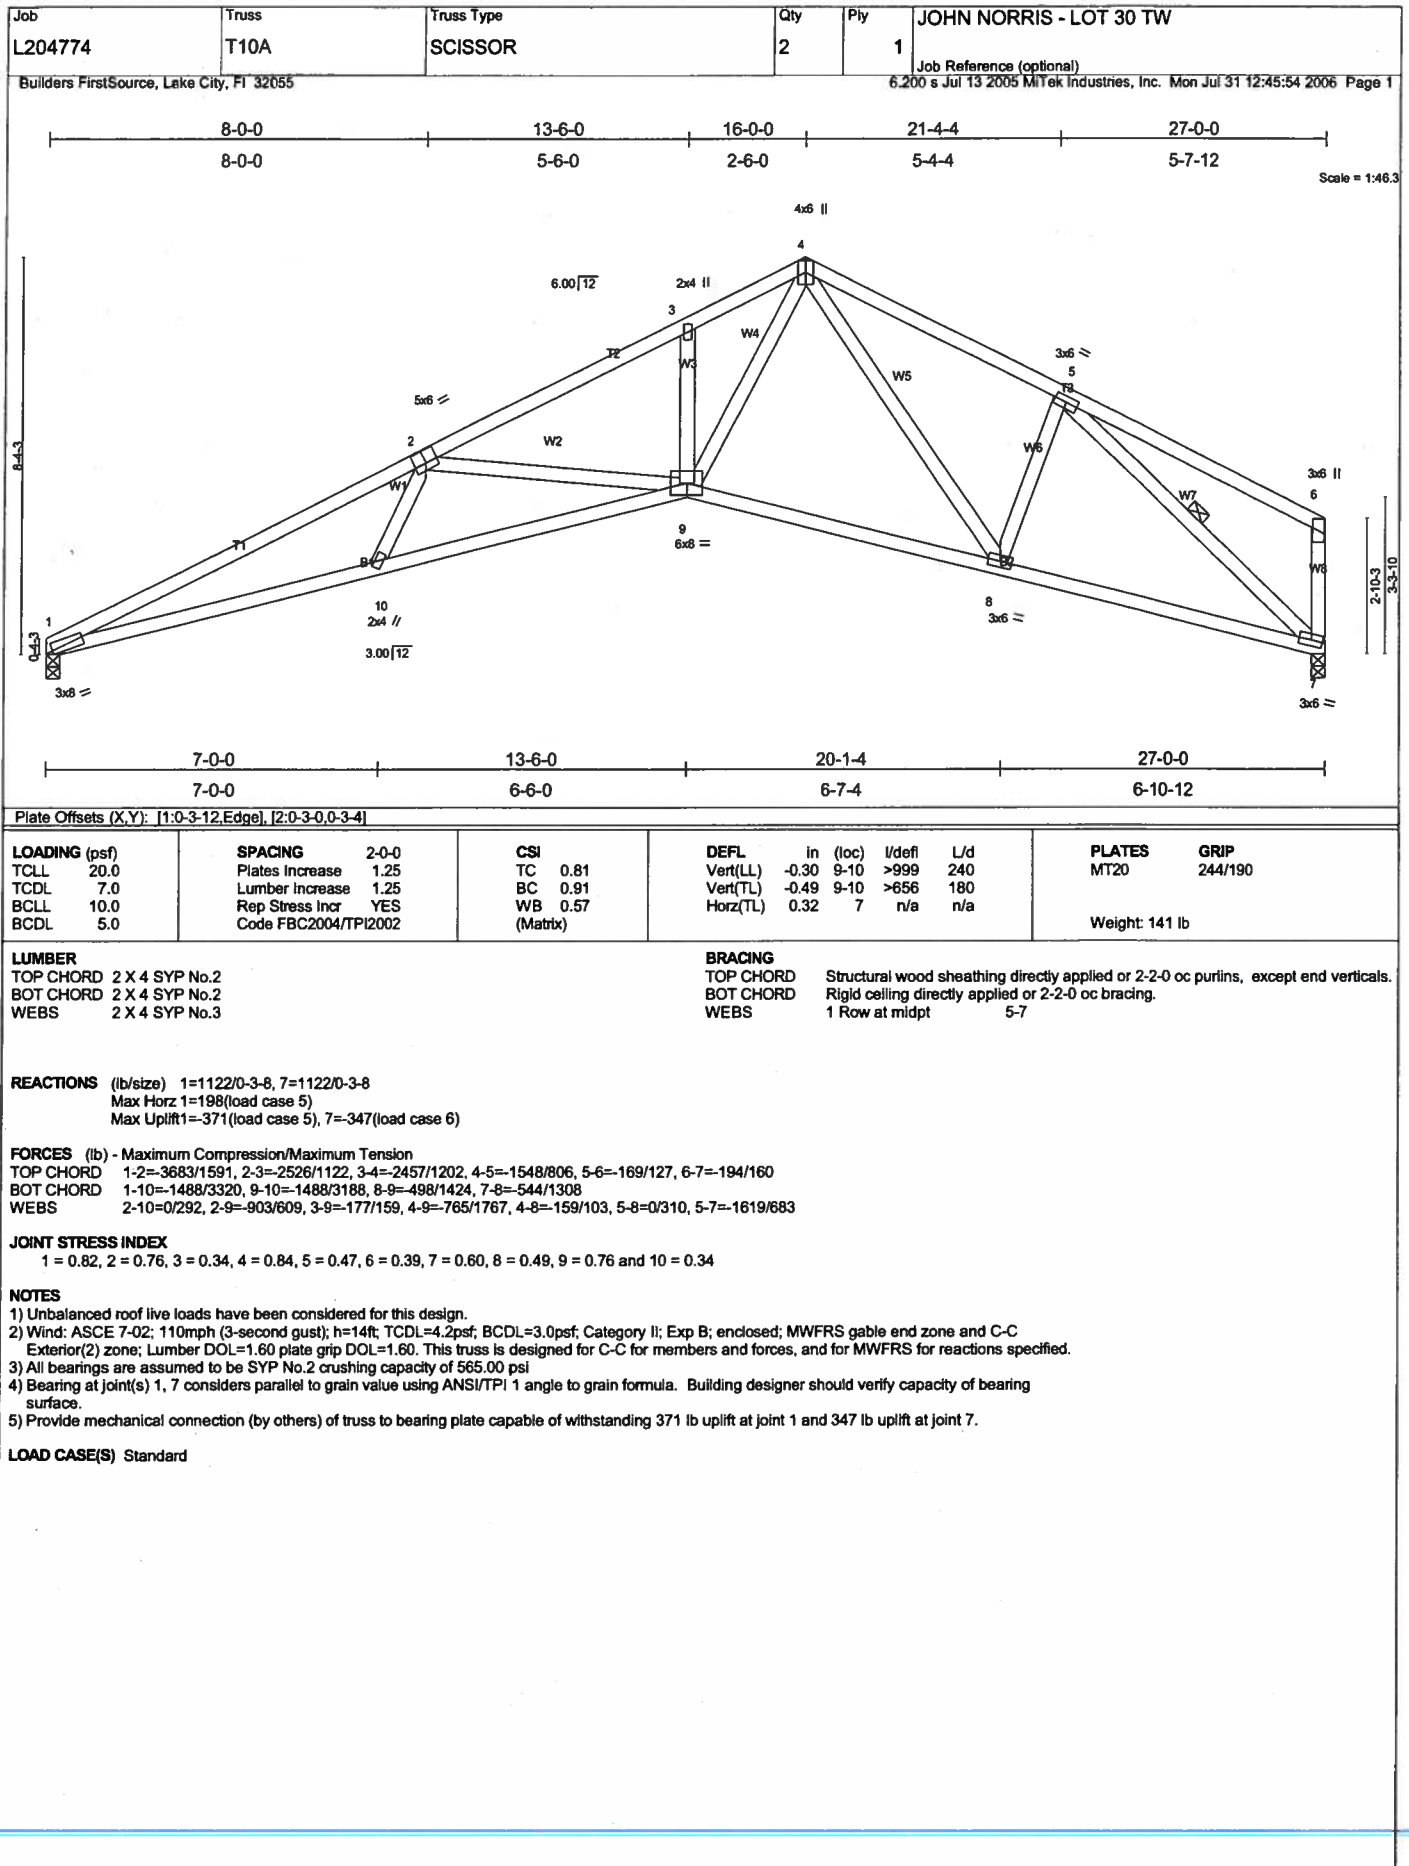 Job Truss Truss Type Qty Ply JOHN NORRIS - LOT 30 TW
L204774 T10A SCISSOR 2 1
Job Reference (optional)
Builders FirstSource, Lake City, Fl 32055 6.200 s Jul 13 2005 MiTek Industries, Inc. Mon Jul 31 12:45:54 2006 Page 1
8-0-0 13-6-0 16-0-0 21-4-4 27-0-0
8-0-0 5-6-0 2-6-0 5-4-4 5-7-12
Scale = 1:46.3
4x6 ||
4
6.00 12 2x4 ||
3
W4
T2 W3
3x6 =
5
T3
W5
5x6 =
2 W2
W6
W1
3x6 ||
6
W7
8-4-3
T1
9
6x8 =
W8
2-10-3
3-3-10
10
2x4 //
8
3x6 =
1
0-4-3
3.00 12
3x8 =
7
3x6 =
7-0-0 13-6-0 20-1-4 27-0-0
7-0-0 6-6-0 6-7-4 6-10-12
Plate Offsets (X,Y): [1:0-3-12,Edge], [2:0-3-0,0-3-4]
LOADING (psf) SPACING 2-0-0 CSI DEFL in (loc) l/defl L/d PLATES GRIP
TCLL 20.0 Plates Increase 1.25 TC 0.81 Vert(LL) -0.30 9-10 >999 240 MT20 244/190
TCDL 7.0 Lumber Increase 1.25 BC 0.91 Vert(TL) -0.49 9-10 >656 180
BCLL 10.0 Rep Stress Incr YES WB 0.57 Horz(TL) 0.32 7 n/a n/a
BCDL 5.0 Code FBC2004/TPI2002 (Matrix) Weight: 141 lb
LUMBER
TOP CHORD 2 X 4 SYP No.2
BOT CHORD 2 X 4 SYP No.2
WEBS 2 X 4 SYP No.3
BRACING
TOP CHORD Structural wood sheathing directly applied or 2-2-0 oc purlins, except end verticals.
BOT CHORD Rigid ceiling directly applied or 2-2-0 oc bracing.
WEBS 1 Row at midpt 5-7
REACTIONS (lb/size) 1=1122/0-3-8, 7=1122/0-3-8
Max Horz 1=198(load case 5)
Max Uplift1=-371(load case 5), 7=-347(load case 6)
FORCES (lb) - Maximum Compression/Maximum Tension
TOP CHORD 1-2=-3683/1591, 2-3=-2526/1122, 3-4=-2457/1202, 4-5=-1548/806, 5-6=-169/127, 6-7=-194/160
BOT CHORD 1-10=-1488/3320, 9-10=-1488/3188, 8-9=-498/1424, 7-8=-544/1308
WEBS 2-10=0/292, 2-9=-903/609, 3-9=-177/159, 4-9=-765/1767, 4-8=-159/103, 5-8=0/310, 5-7=-1619/683
JOINT STRESS INDEX
1 = 0.82, 2 = 0.76, 3 = 0.34, 4 = 0.84, 5 = 0.47, 6 = 0.39, 7 = 0.60, 8 = 0.49, 9 = 0.76 and 10 = 0.34
NOTES
1) Unbalanced roof live loads have been considered for this design.
2) Wind: ASCE 7-02; 110mph (3-second gust); h=14ft; TCDL=4.2psf; BCDL=3.0psf; Category II; Exp B; enclosed; MWFRS gable end zone and C-C
Exterior(2) zone; Lumber DOL=1.60 plate grip DOL=1.60. This truss is designed for C-C for members and forces, and for MWFRS for reactions specified.
3) All bearings are assumed to be SYP No.2 crushing capacity of 565.00 psi
4) Bearing at joint(s) 1, 7 considers parallel to grain value using ANSI/TPI 1 angle to grain formula. Building designer should verify capacity of bearing
surface.
5) Provide mechanical connection (by others) of truss to bearing plate capable of withstanding 371 lb uplift at joint 1 and 347 lb uplift at joint 7.
LOAD CASE(S) Standard